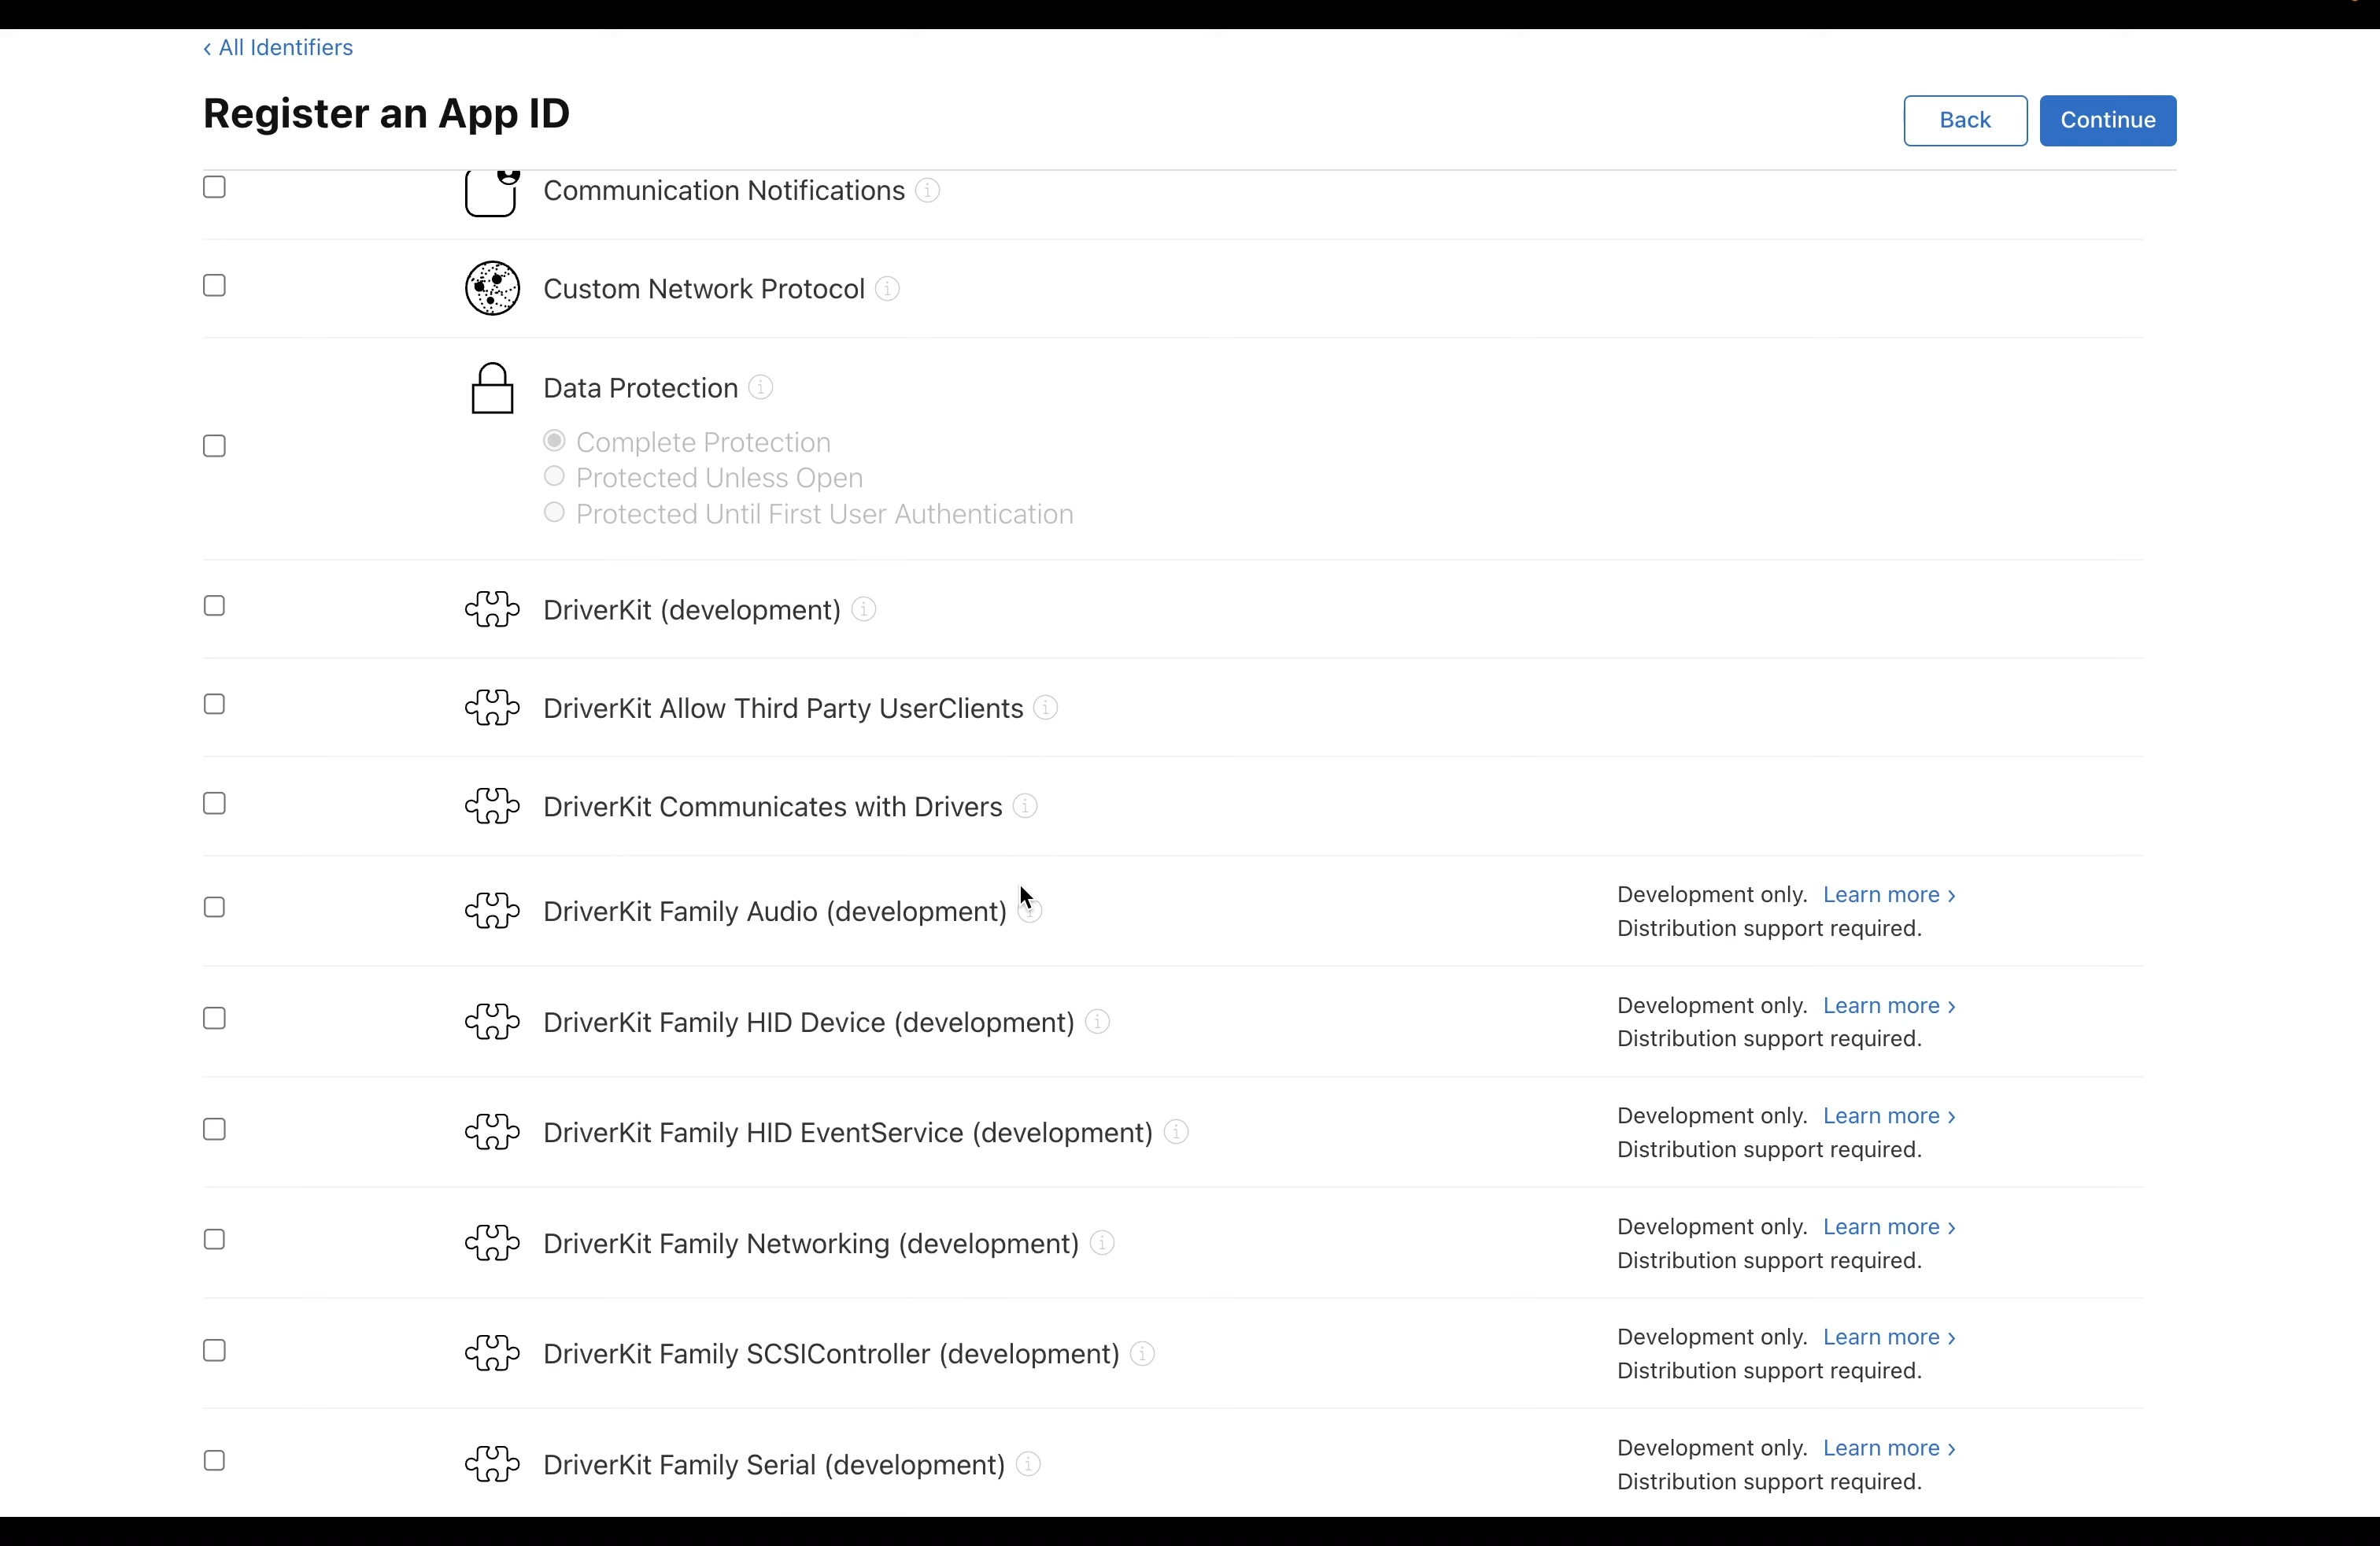 ‹ All Identifiers
Register an App ID
Back
Continue
Communication Notifications
Custom Network Protocol
Data Protection
Complete Protection
Protected Unless Open
Protected Until First User Authentication
DriverKit (development)
DriverKit Allow Third Party UserClients
DriverKit Communicates with Drivers
DriverKit Family Audio (development)
Development only. Learn more ›
Distribution support required.
DriverKit Family HID Device (development)
Development only. Learn more ›
Distribution support required.
DriverKit Family HID EventService (development)
Development only. Learn more ›
Distribution support required.
DriverKit Family Networking (development)
Development only. Learn more ›
Distribution support required.
DriverKit Family SCSIController (development)
Development only. Learn more ›
Distribution support required.
DriverKit Family Serial (development)
Development only. Learn more ›
Distribution support required.